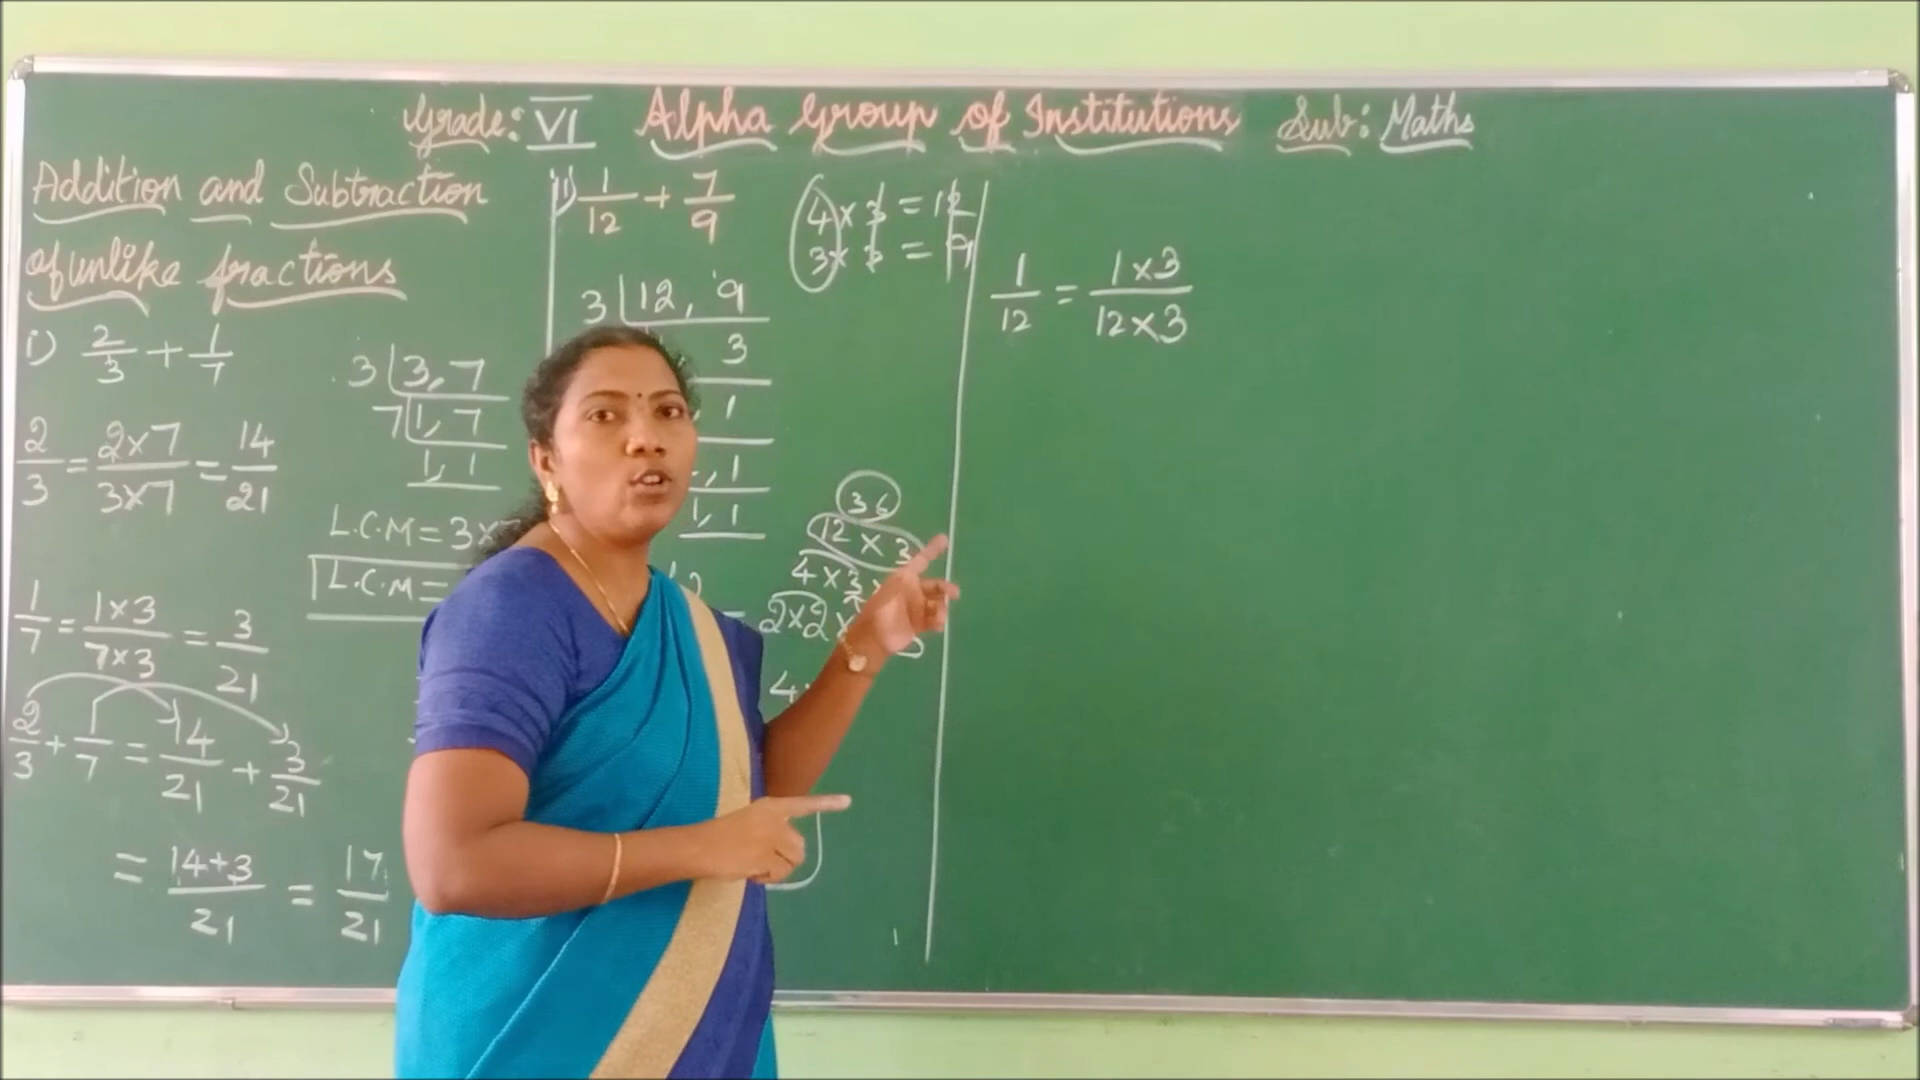 Grade: VI Alpha Group of Institutions Sub: Maths
Addition and Subtraction
of unlike fractions
i) 2/3 + 1/7
3 | 3, 7
7 | 1, 7
1, 1
2/3 = 2×7/3×7 = 14/21
L.C.M = 3×7
L.C.M =
1/7 = 1×3/7×3 = 3/21
2/3 + 1/7 = 14/21 + 3/21
= 14+3/21 = 17/21
ii) 1/12 + 7/9
4× 3 = 12
3× 3 = 9
3 | 12, 9
3
, 1
, 1
1, 1
36
12 × 3
4×3×
2×2×
4
1/12 = 1×3/12×3